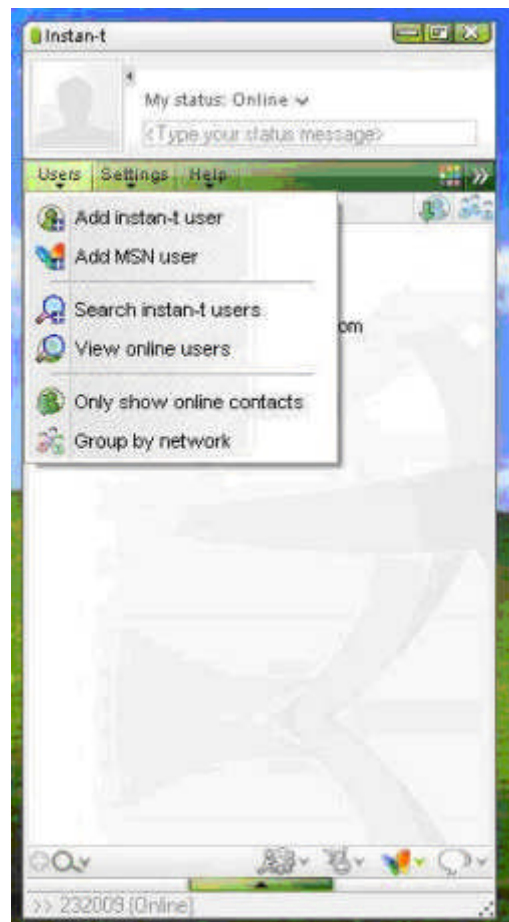 Instan-t
My status: Online
<Type your status message>
Users Settings Help
Add instan-t user
Add MSN user
Search instan-t users
om
View online users
Only show online contacts
Group by network
>> 232009 [Online]